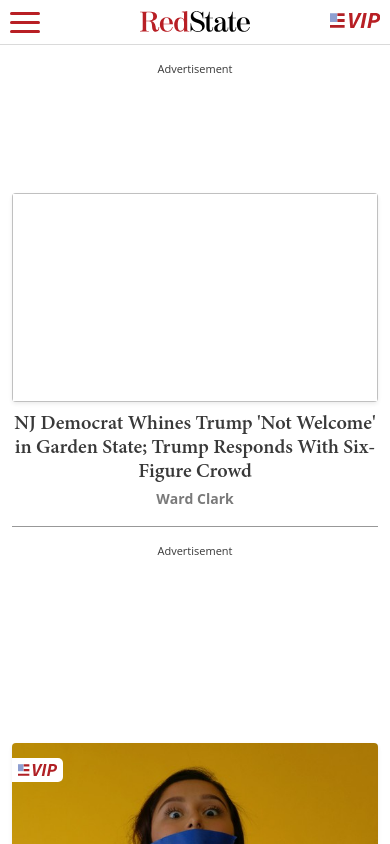 RedState
VIP
Advertisement
NJ Democrat Whines Trump 'Not Welcome'
in Garden State; Trump Responds With Six-
Figure Crowd
Ward Clark
Advertisement
VIP